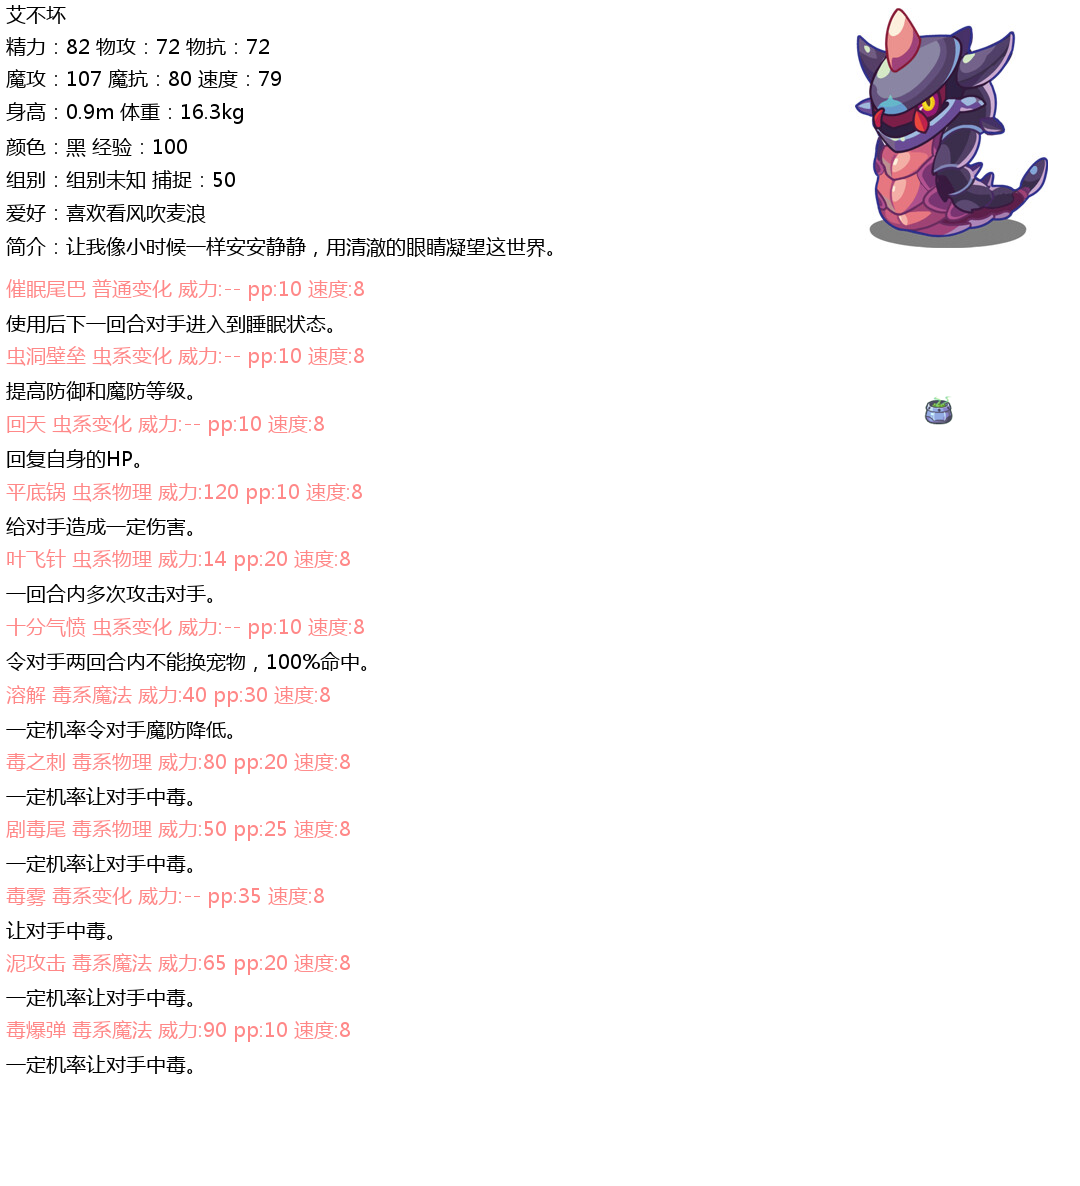 艾不坏
精力：82 物攻：72 物抗：72
魔攻：107 魔抗：80 速度：79
身高：0.9m 体重：16.3kg
颜色：黑 经验：100
组别：组别未知 捕捉：50
爱好：喜欢看风吹麦浪
简介：让我像小时候一样安安静静，用清澈的眼睛凝望这世界。
催眠尾巴 普通变化 威力:-- pp:10 速度:8
使用后下一回合对手进入到睡眠状态。
虫洞壁垒 虫系变化 威力:-- pp:10 速度:8
提高防御和魔防等级。
回天 虫系变化 威力:-- pp:10 速度:8
回复自身的HP。
平底锅 虫系物理 威力:120 pp:10 速度:8
给对手造成一定伤害。
叶飞针 虫系物理 威力:14 pp:20 速度:8
一回合内多次攻击对手。
十分气愤 虫系变化 威力:-- pp:10 速度:8
令对手两回合内不能换宠物，100%命中。
溶解 毒系魔法 威力:40 pp:30 速度:8
一定机率令对手魔防降低。
毒之刺 毒系物理 威力:80 pp:20 速度:8
一定机率让对手中毒。
剧毒尾 毒系物理 威力:50 pp:25 速度:8
一定机率让对手中毒。
毒雾 毒系变化 威力:-- pp:35 速度:8
让对手中毒。
泥攻击 毒系魔法 威力:65 pp:20 速度:8
一定机率让对手中毒。
毒爆弹 毒系魔法 威力:90 pp:10 速度:8
一定机率让对手中毒。